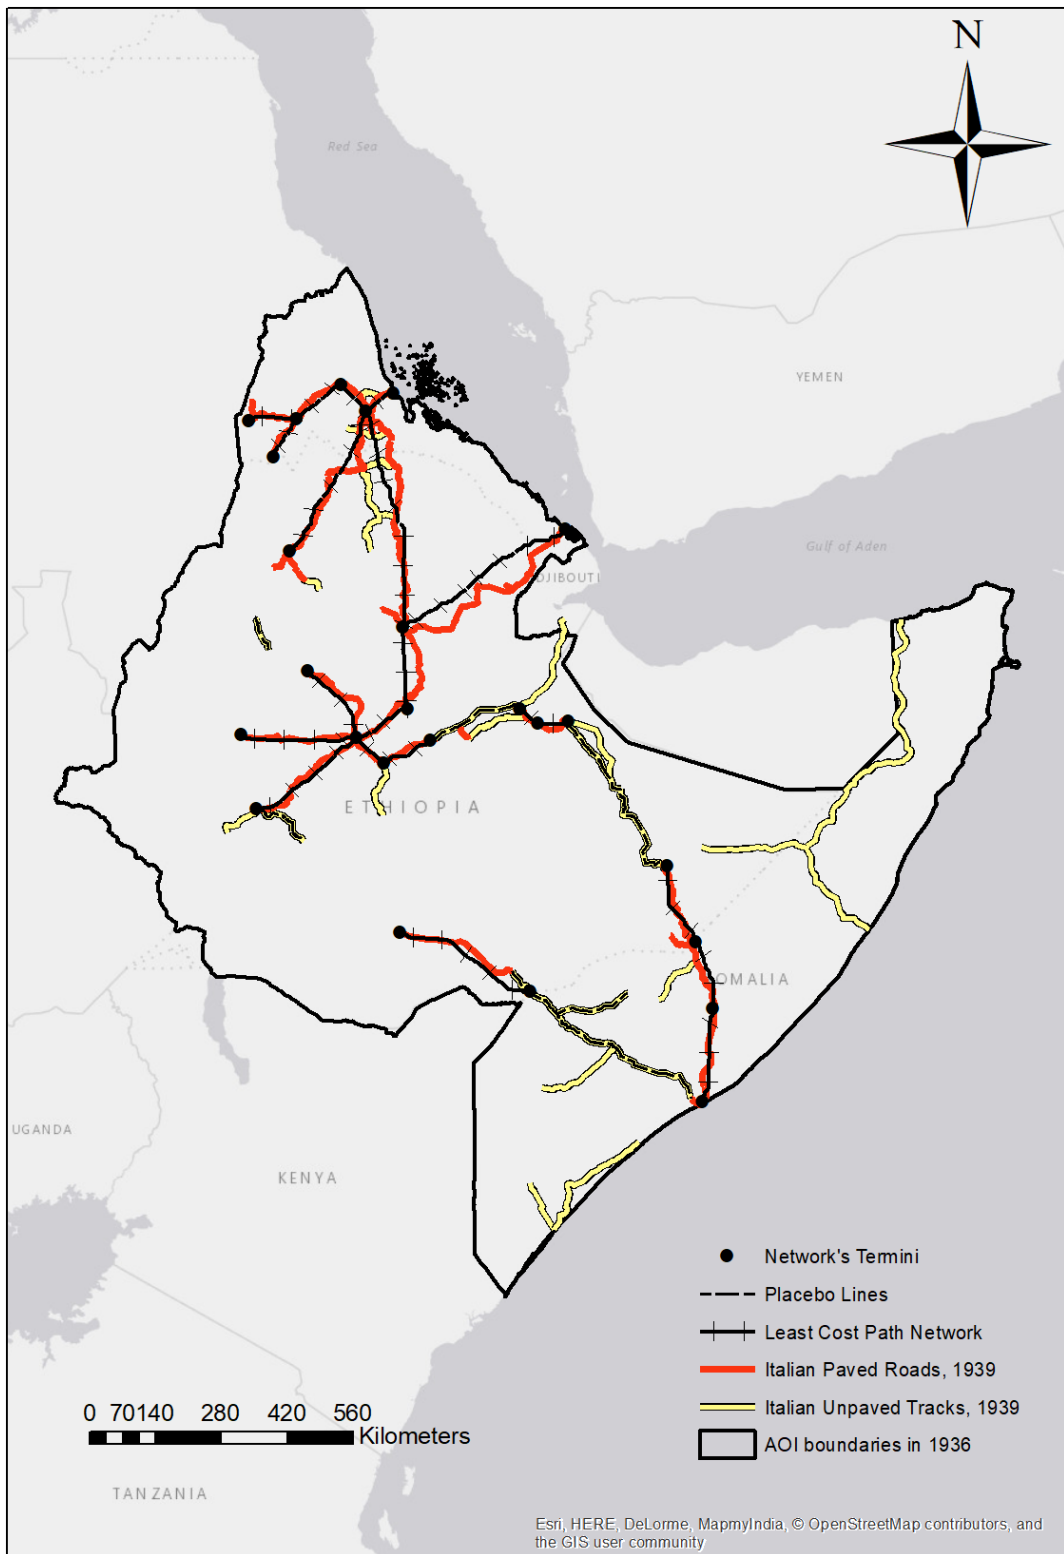 N
Red Sea
YEMEN
Gulf of Aden
DJIBOUTI
ETHIOPIA
OMALIA
UGANDA
KENYA
Network's Termini
Placebo Lines
Least Cost Path Network
Italian Paved Roads, 1939
Italian Unpaved Tracks, 1939
AOI boundaries in 1936
0 70140 280 420 560
Kilometers
TANZANIA
Esri, HERE, DeLorme, MapmyIndia, © OpenStreetMap contributors, and
the GIS user community